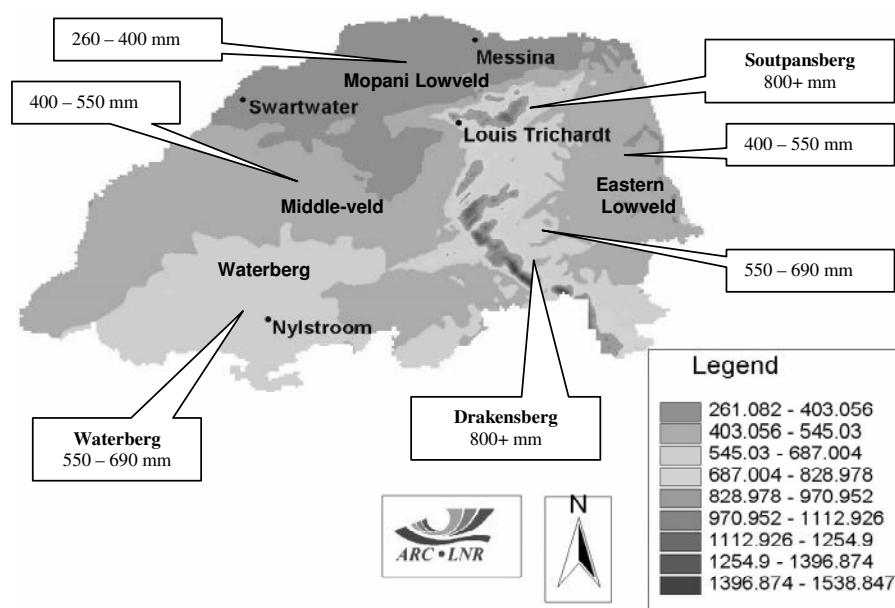 260 – 400 mm
Messina
Mopani Lowveld
Soutpansberg
800+ mm
400 – 550 mm
Swartwater
Louis Trichardt
400 – 550 mm
Middle-veld
Eastern
Lowveld
Waterberg
550 – 690 mm
Nylstroom
Waterberg
550 – 690 mm
Drakensberg
800+ mm
Legend
261.082 - 403.056
403.056 - 545.03
545.03 - 687.004
687.004 - 828.978
828.978 - 970.952
970.952 - 1112.926
1112.926 - 1254.9
1254.9 - 1396.874
1396.874 - 1538.847
ARC • LNR
N